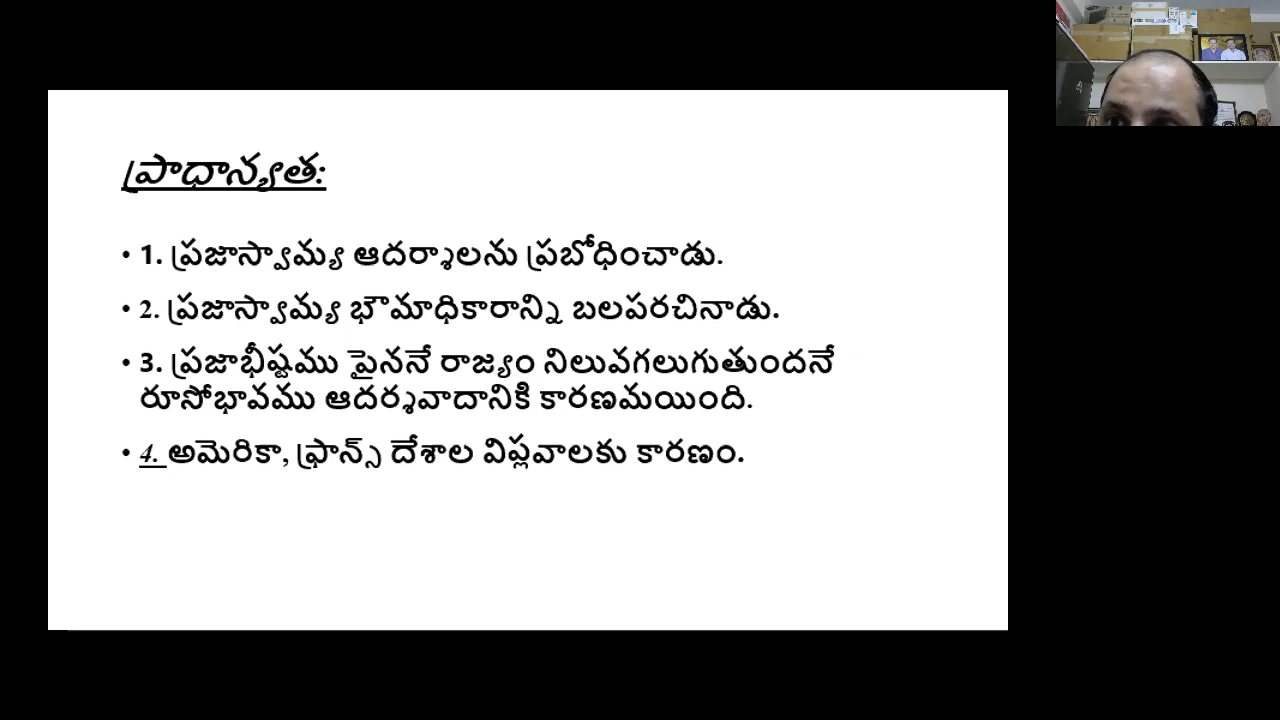 ప్రాధాన్యత:
• 1. ప్రజాస్వామ్య ఆదర్శాలను ప్రబోధించాడు.
• 2. ప్రజాస్వామ్య భౌమాధికారాన్ని బలపరచినాడు.
• 3. ప్రజాభీష్టము పైననే రాజ్యం నిలువగలుగుతుందనే
రూసోభావము ఆదర్శవాదానికి కారణమయింది.
• 4. అమెరికా, ఫ్రాన్స్ దేశాల విప్లవాలకు కారణం.